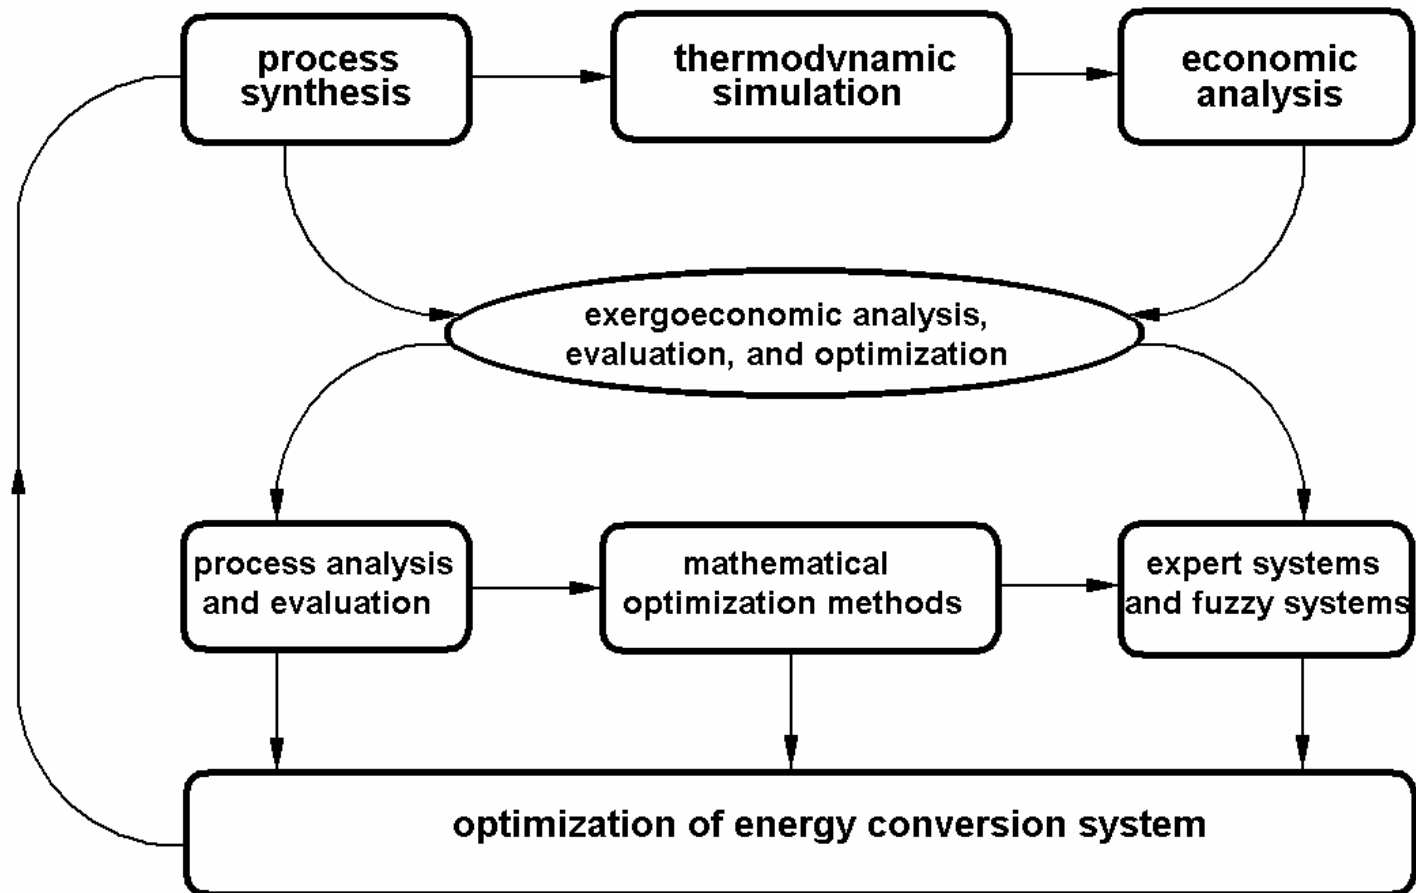 process
synthesis
thermodvnamic
simulation
economic
analysis
exergoeconomic analysis,
evaluation, and optimization
process analysis
and evaluation
mathematical
optimization methods
expert systems
and fuzzy systems
optimization of energy conversion system